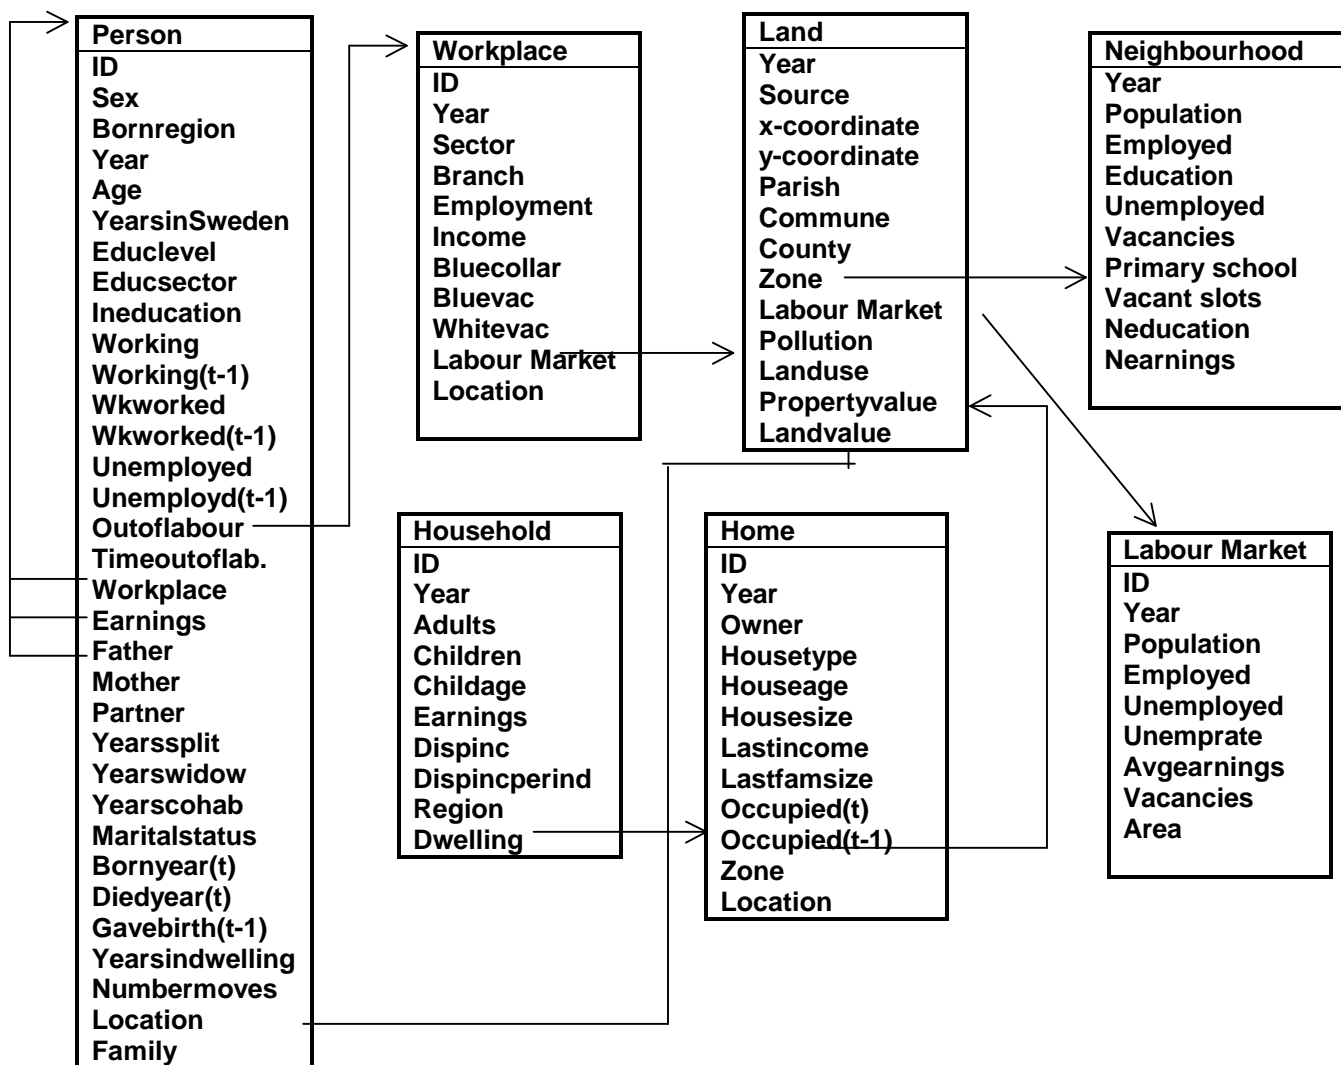 Person
ID
Sex
Bornregion
Year
Age
YearsinSweden
Educlevel
Educsector
Ineducation
Working
Working(t-1)
Wkworked
Wkworked(t-1)
Unemployed
Unemployd(t-1)
Outoflabour
Timeoutoflab.
Workplace
Earnings
Father
Mother
Partner
Yearssplit
Yearswidow
Yearscohab
Maritalstatus
Bornyear(t)
Diedyear(t)
Gavebirth(t-1)
Yearsindwelling
Numbermoves
Location
Family
Workplace
ID
Year
Sector
Branch
Employment
Income
Bluecollar
Bluevac
Whitevac
Labour Market
Location
Land
Year
Source
x-coordinate
y-coordinate
Parish
Commune
County
Zone
Labour Market
Pollution
Landuse
Propertyvalue
Landvalue
Neighbourhood
Year
Population
Employed
Education
Unemployed
Vacancies
Primary school
Vacant slots
Neducation
Nearnings
Household
ID
Year
Adults
Children
Childage
Earnings
Dispinc
Dispincperind
Region
Dwelling
Home
ID
Year
Owner
Housetype
Houseage
Housesize
Lastincome
Lastfamsize
Occupied(t)
Occupied(t-1)
Zone
Location
Labour Market
ID
Year
Population
Employed
Unemployed
Unemprate
Avgearnings
Vacancies
Area